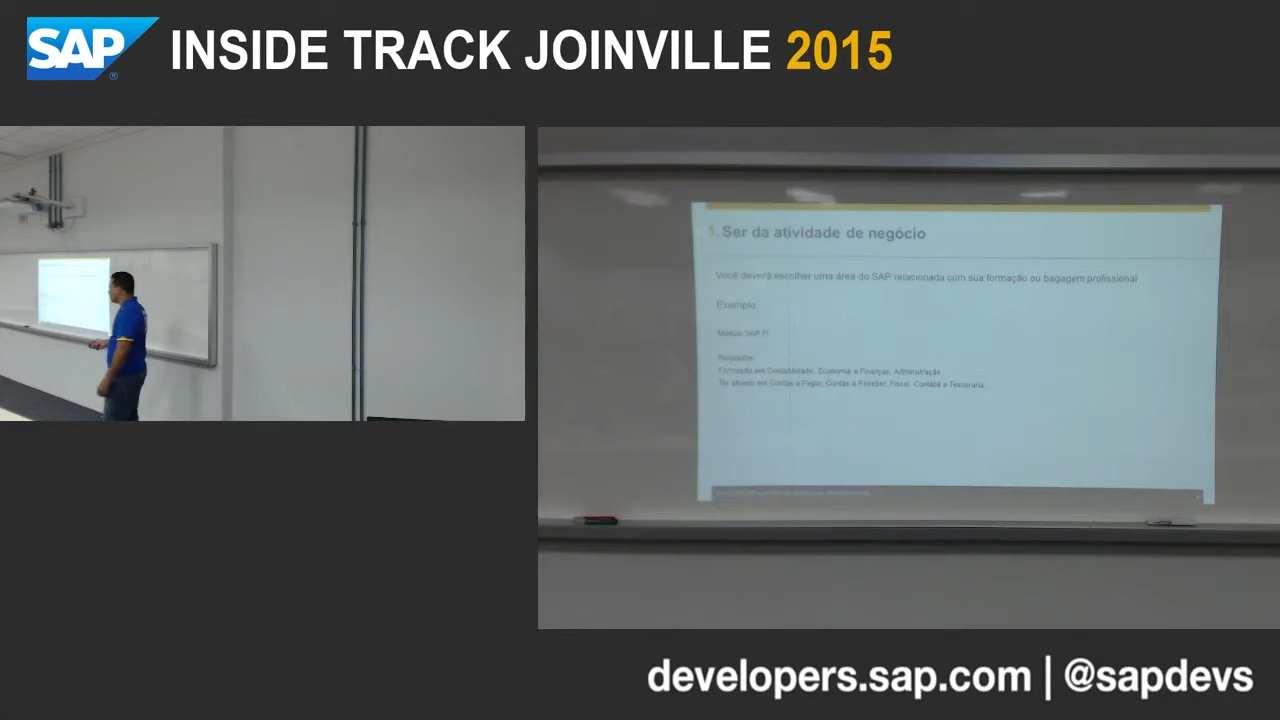 SAP INSIDE TRACK JOINVILLE 2015
1. Ser da atividade de negócio
Você deverá escolher uma área do SAP relacionada com sua formação ou bagagem profissional
Exemplo:
Módulo SAP FI
Requisitos:
Formação em Contabilidade, Economia e Finanças, Administração.
Ter atuado em Contas a Pagar, Contas a Receber, Fiscal, Contábil e Tesouraria.
developers.sap.com | @sapdevs